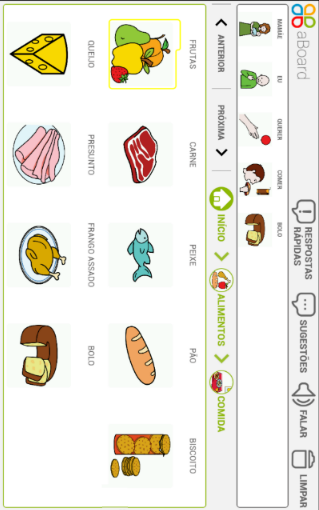 aBoard
RESPOSTAS
RÁPIDAS
SUGESTÕES
FALAR
LIMPAR
MAMÃE
EU
QUERER
COMER
BOLO
ANTERIOR
PRÓXIMA
INÍCIO
ALIMENTOS
COMIDA
FRUTAS
CARNE
PEIXE
PÃO
BISCOITO
QUEIJO
PRESUNTO
FRANGO ASSADO
BOLO